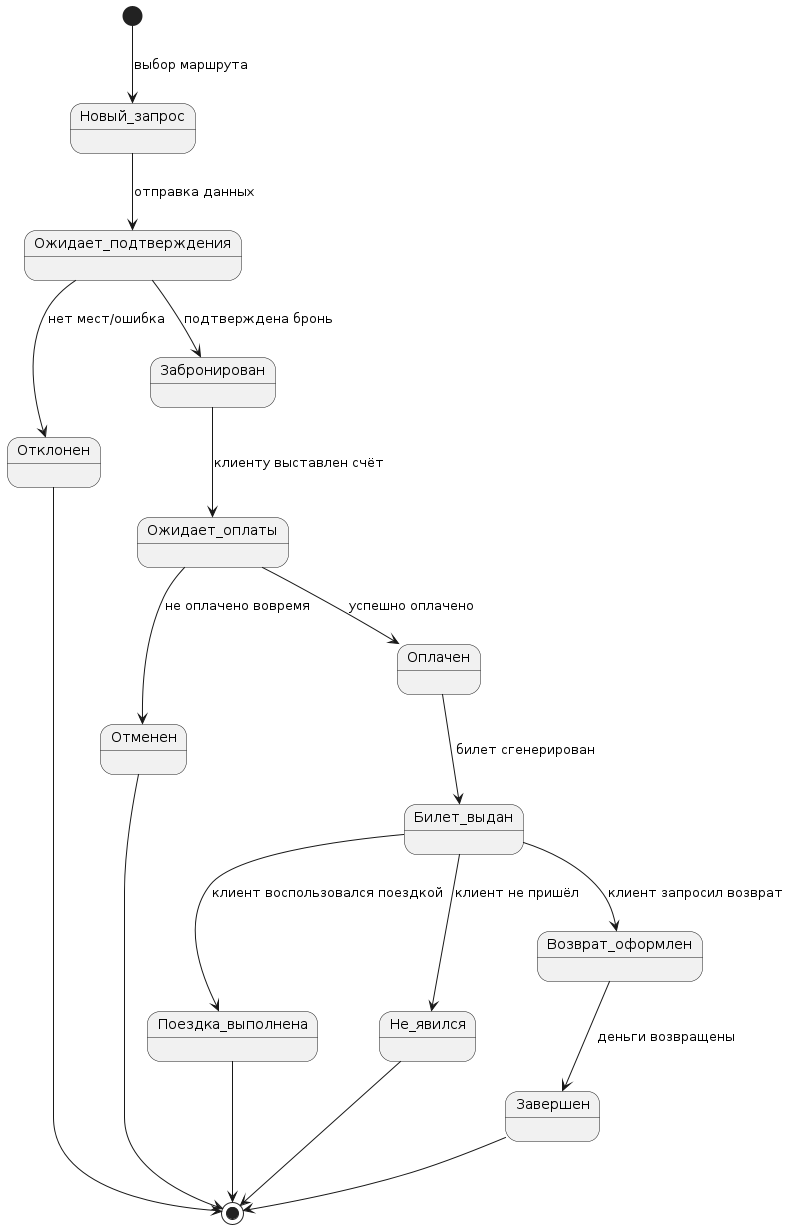 выбор маршрута
Новый_запрос
отправка данных
Ожидает_подтверждения
нет мест/ошибка
подтверждена бронь
Забронирован
Отклонен
клиенту выставлен счёт
Ожидает_оплаты
не оплачено вовремя
успешно оплачено
Оплачен
Отменен
билет сгенерирован
Билет_выдан
клиент воспользовался поездкой
клиент не пришёл
клиент запросил возврат
Возврат_оформлен
Поездка_выполнена
Не_явился
деньги возвращены
Завершен